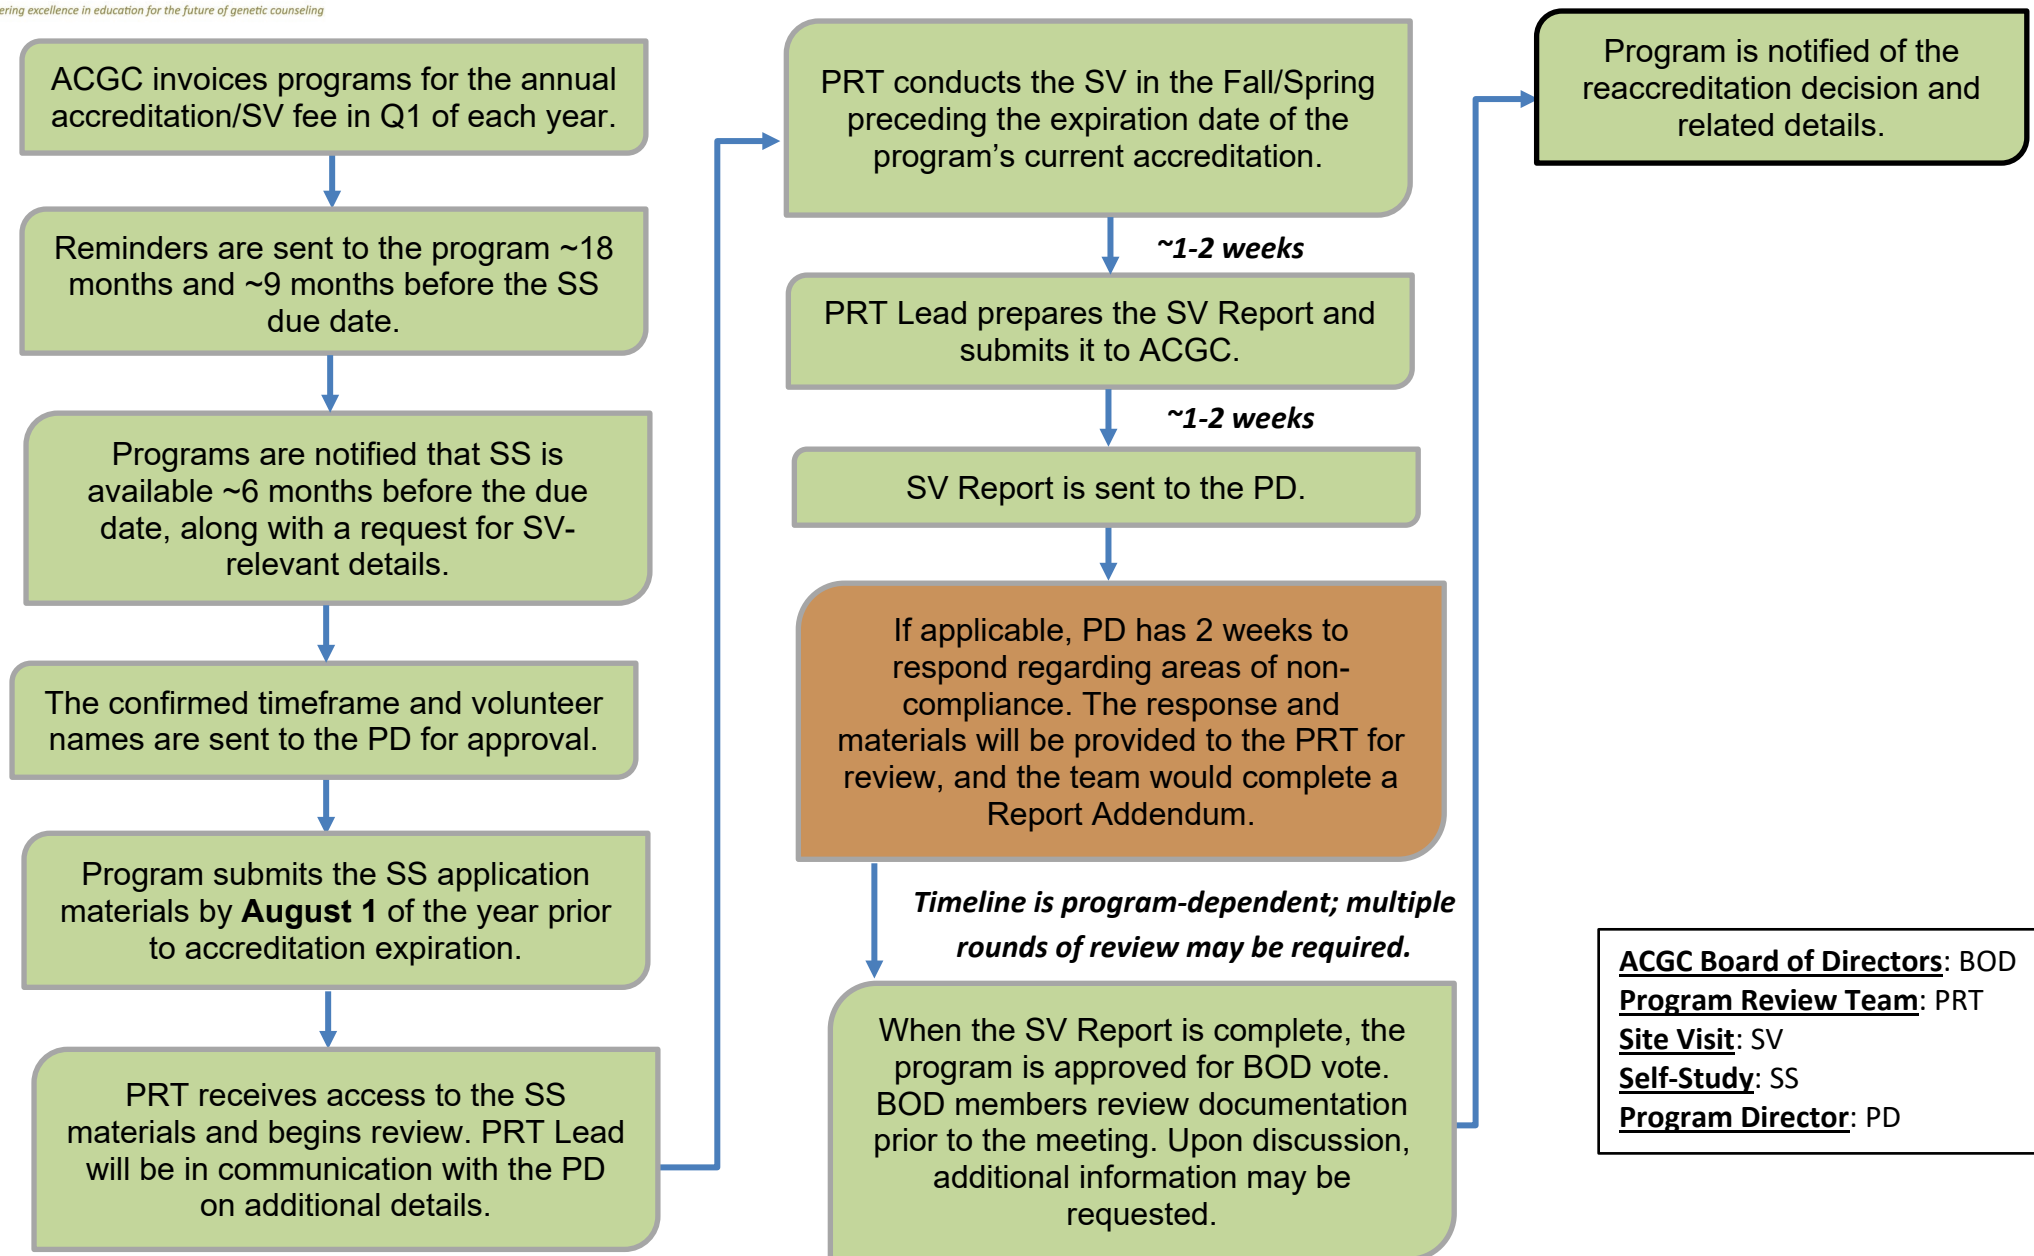 excellence in education for the future of genetic counseling
ACGC invoices programs for the annual
accreditation/SV fee in Q1 of each year.
Reminders are sent to the program ~18
months and ~9 months before the SS
due date.
Programs are notified that SS is
available ~6 months before the due
date, along with a request for SV-
relevant details.
The confirmed timeframe and volunteer
names are sent to the PD for approval.
Program submits the SS application
materials by August 1 of the year prior
to accreditation expiration.
PRT receives access to the SS
materials and begins review. PRT Lead
will be in communication with the PD
on additional details.
PRT conducts the SV in the Fall/Spring
preceding the expiration date of the
program’s current accreditation.
~1-2 weeks
PRT Lead prepares the SV Report and
submits it to ACGC.
~1-2 weeks
SV Report is sent to the PD.
If applicable, PD has 2 weeks to
respond regarding areas of non-
compliance. The response and
materials will be provided to the PRT for
review, and the team would complete a
Report Addendum.
Timeline is program-dependent; multiple
rounds of review may be required.
When the SV Report is complete, the
program is approved for BOD vote.
BOD members review documentation
prior to the meeting. Upon discussion,
additional information may be
requested.
Program is notified of the
reaccreditation decision and
related details.
ACGC Board of Directors: BOD
Program Review Team: PRT
Site Visit: SV
Self-Study: SS
Program Director: PD